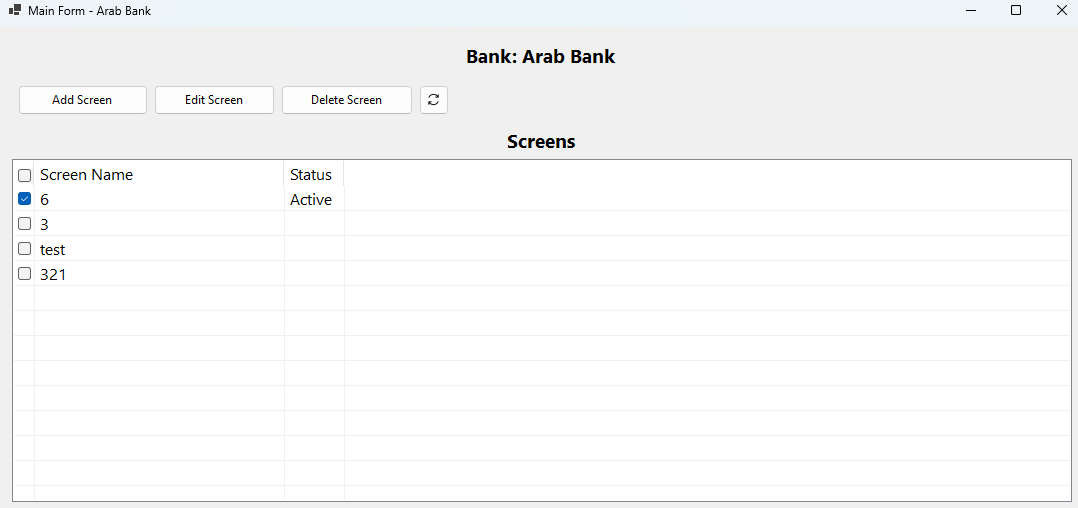 Main Form - Arab Bank
Bank: Arab Bank
Add Screen Edit Screen Delete Screen
Screens
Screen Name Status
6 Active
3
test
321